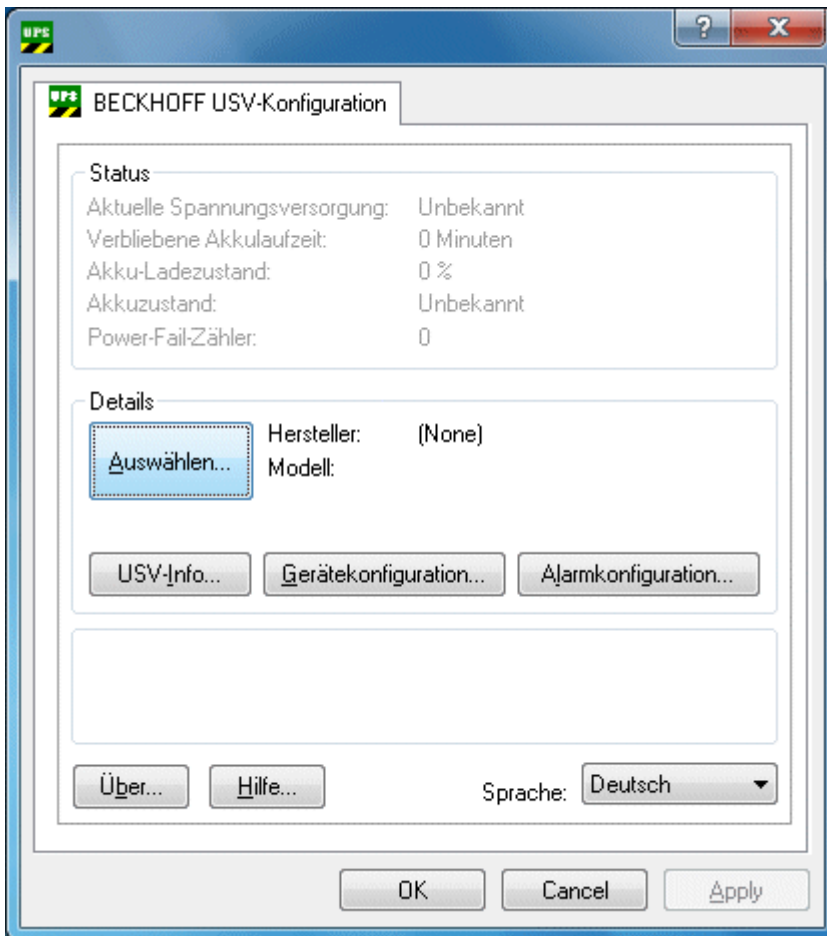 UPS
UPS BECKHOFF USV-Konfiguration
Status
Aktuelle Spannungsversorgung: Unbekannt
Verbliebene Akkulaufzeit: 0 Minuten
Akku-Ladezustand: 0 %
Akkuzustand: Unbekannt
Power-Fail-Zähler: 0
Details
Auswählen...
Hersteller: (None)
Modell:
USV-Info... Gerätekonfiguration... Alarmkonfiguration...
Über... Hilfe... Sprache: Deutsch
OK Cancel Apply